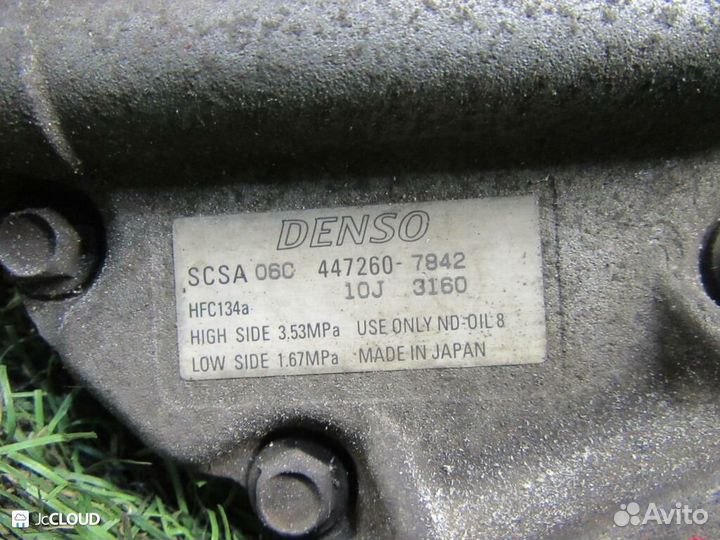 DENSO
SCSA 06C 447260-7842
10J 3160
HFC134a
HIGH SIDE 3.53MPa USE ONLY ND-OIL 8
LOW SIDE 1.67MPa MADE IN JAPAN
JcCLOUD
Avito